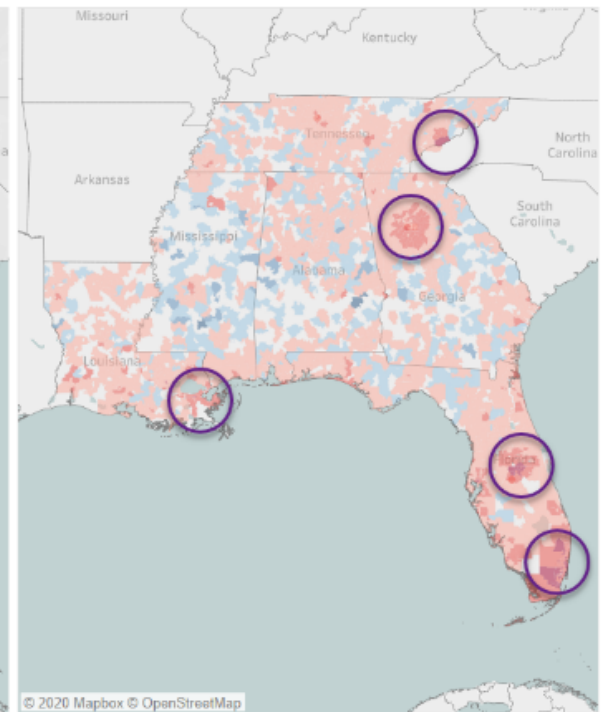 Missouri
Kentucky
Tennessee
North
Carolina
Arkansas
South
Carolina
Mississippi
Alabama
Georgia
Louisiana
Florida
© 2020 Mapbox © OpenStreetMap